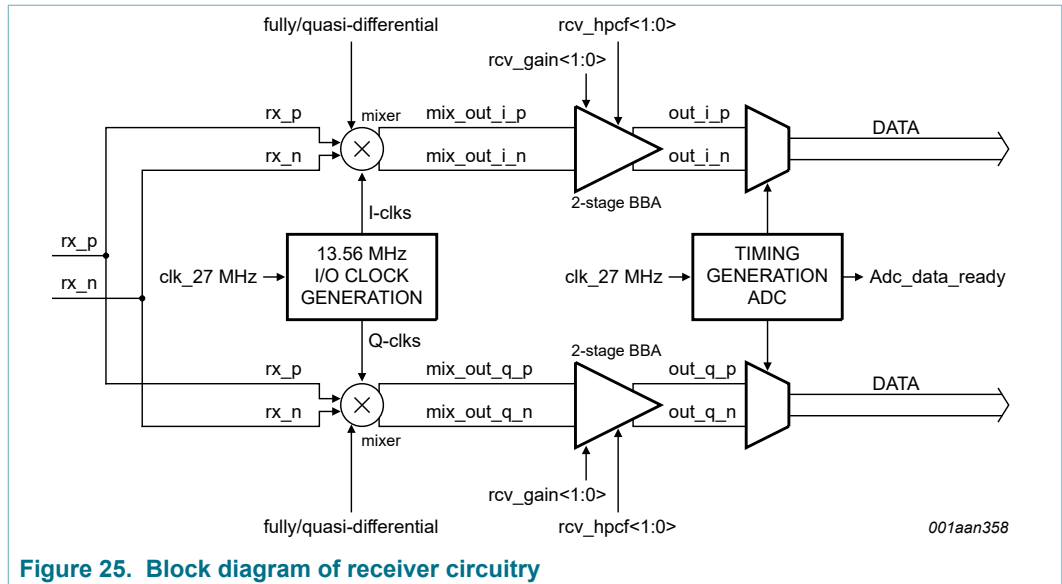 fully/quasi-differential
rcv_hpcf<1:0>
rcv_gain<1:0>
rx_p
mixer
mix_out_i_p
out_i_p
DATA
rx_n
mix_out_i_n
out_i_n
2-stage BBA
I-clks
rx_p
rx_n
clk_27 MHz
13.56 MHz
I/O CLOCK
GENERATION
clk_27 MHz
TIMING
GENERATION
ADC
Adc_data_ready
Q-clks
2-stage BBA
rx_p
mix_out_q_p
out_q_p
DATA
rx_n
mix_out_q_n
out_q_n
mixer
rcv_gain<1:0>
fully/quasi-differential
rcv_hpcf<1:0>
001aan358
Figure 25. Block diagram of receiver circuitry